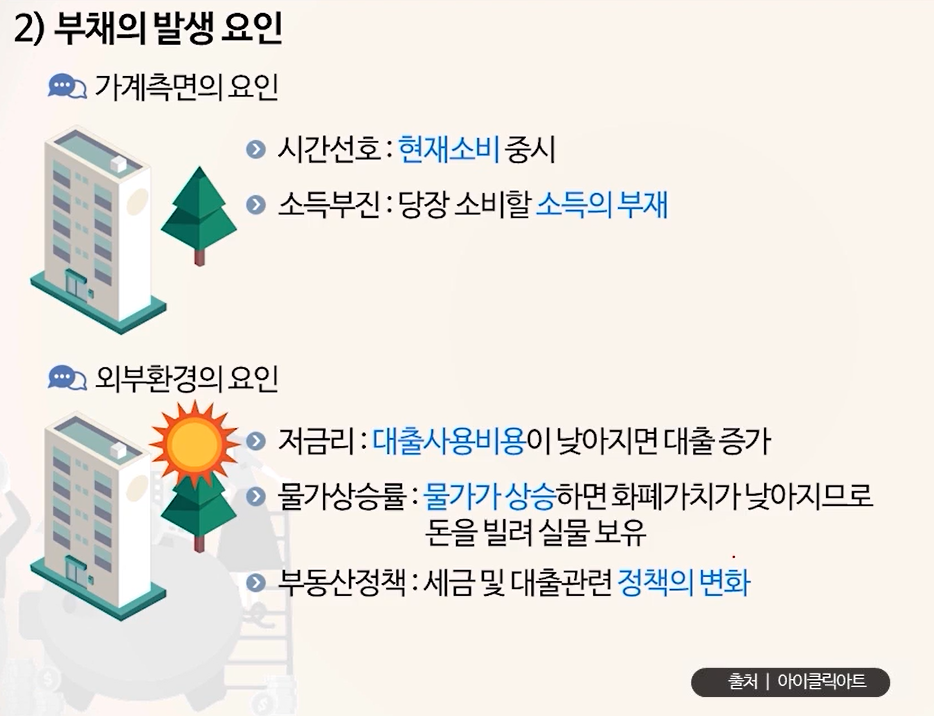 2) 부채의 발생 요인
가계측면의 요인
시간선호 : 현재소비 중시
소득부진 : 당장 소비할 소득의 부재
외부환경의 요인
저금리 : 대출사용비용이 낮아지면 대출 증가
물가상승률 : 물가가 상승하면 화폐가치가 낮아지므로
돈을 빌려 실물 보유
부동산정책 : 세금 및 대출관련 정책의 변화
출처 | 아이클릭아트